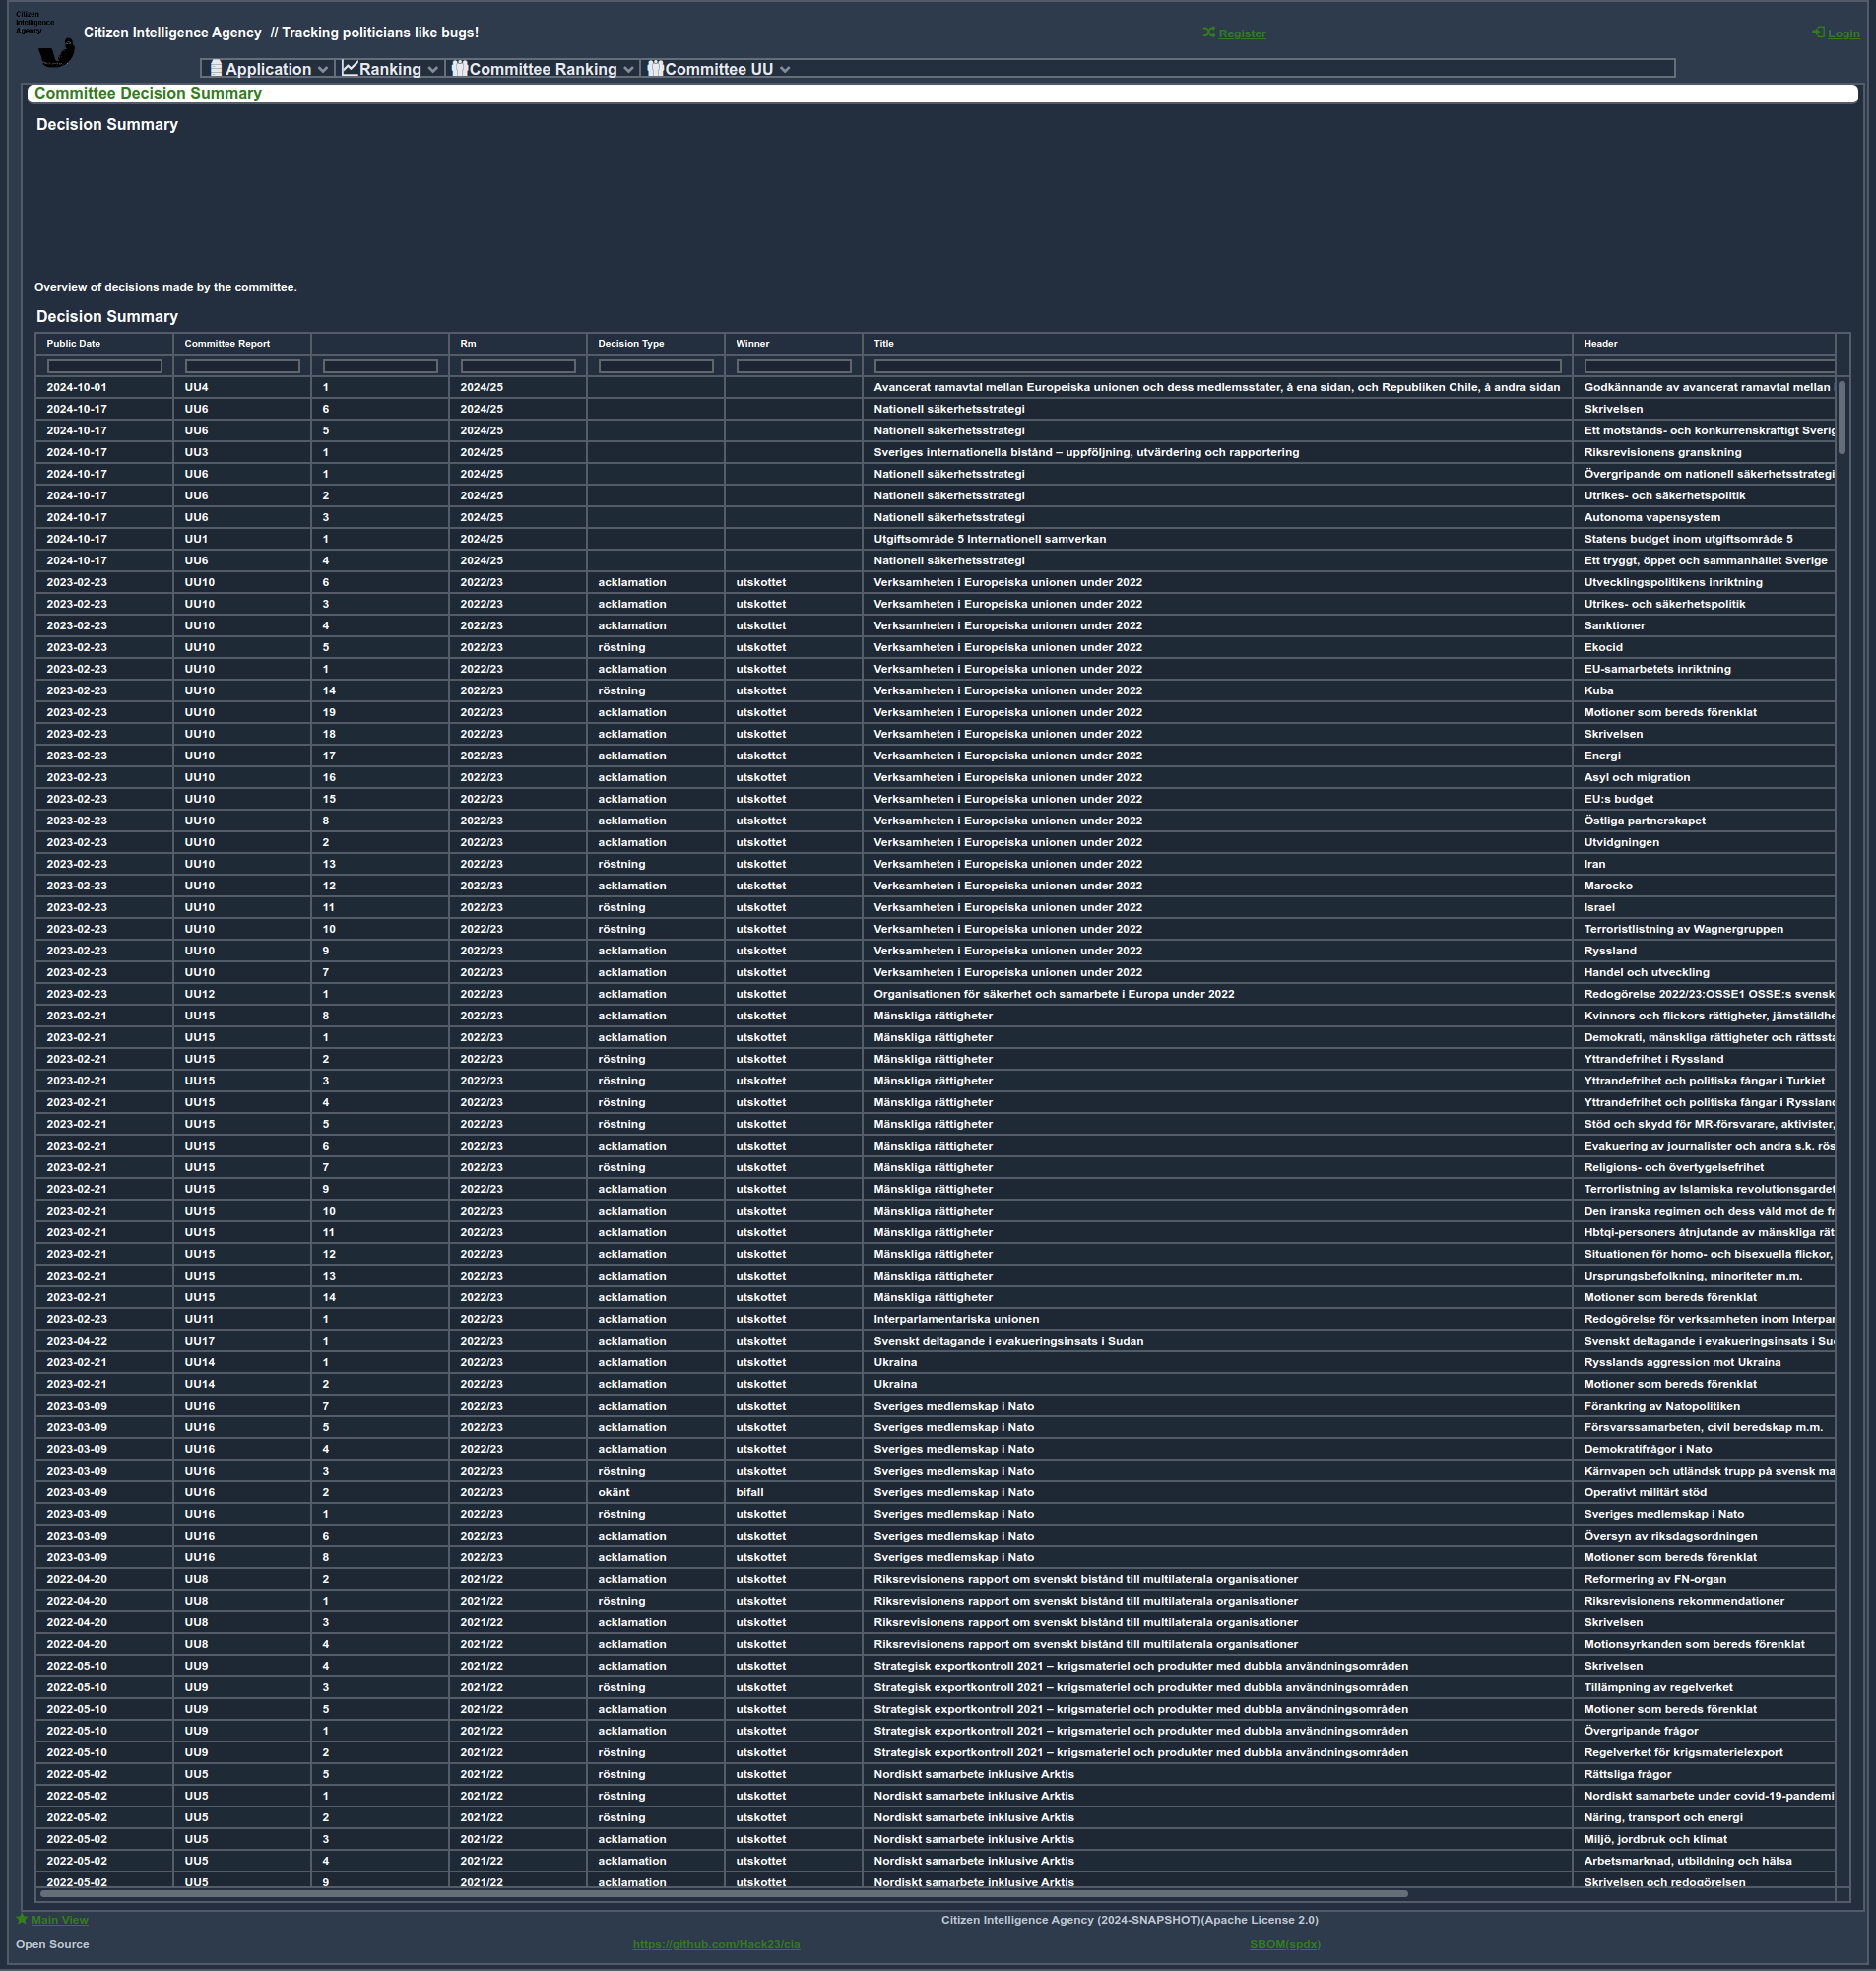 Citizen
Intelligence
Agency
Citizen Intelligence Agency // Tracking politicians like bugs!
Register
Login
Application Ranking Committee Ranking Committee UU
Committee Decision Summary
Decision Summary
Overview of decisions made by the committee.
Decision Summary
Public Date Committee Report Rm Decision Type Winner Title Header
2024-10-01 UU4 1 2024/25 Avancerat ramavtal mellan Europeiska unionen och dess medlemsstater, å ena sidan, och Republiken Chile, å andra sidan Godkännande av avancerat ramavtal mellan
2024-10-17 UU6 6 2024/25 Nationell säkerhetsstrategi Skrivelsen
2024-10-17 UU6 5 2024/25 Nationell säkerhetsstrategi Ett motstånds- och konkurrenskraftigt Sverig
2024-10-17 UU3 1 2024/25 Sveriges internationella bistånd – uppföljning, utvärdering och rapportering Riksrevisionens granskning
2024-10-17 UU6 1 2024/25 Nationell säkerhetsstrategi Övergripande om nationell säkerhetsstrategi
2024-10-17 UU6 2 2024/25 Nationell säkerhetsstrategi Utrikes- och säkerhetspolitik
2024-10-17 UU6 3 2024/25 Nationell säkerhetsstrategi Autonoma vapensystem
2024-10-17 UU1 1 2024/25 Utgiftsområde 5 Internationell samverkan Statens budget inom utgiftsområde 5
2024-10-17 UU6 4 2024/25 Nationell säkerhetsstrategi Ett tryggt, öppet och sammanhållet Sverige
2023-02-23 UU10 6 2022/23 acklamation utskottet Verksamheten i Europeiska unionen under 2022 Utvecklingspolitikens inriktning
2023-02-23 UU10 3 2022/23 acklamation utskottet Verksamheten i Europeiska unionen under 2022 Utrikes- och säkerhetspolitik
2023-02-23 UU10 4 2022/23 acklamation utskottet Verksamheten i Europeiska unionen under 2022 Sanktioner
2023-02-23 UU10 5 2022/23 röstning utskottet Verksamheten i Europeiska unionen under 2022 Ekocid
2023-02-23 UU10 1 2022/23 acklamation utskottet Verksamheten i Europeiska unionen under 2022 EU-samarbetets inriktning
2023-02-23 UU10 14 2022/23 röstning utskottet Verksamheten i Europeiska unionen under 2022 Kuba
2023-02-23 UU10 19 2022/23 acklamation utskottet Verksamheten i Europeiska unionen under 2022 Motioner som bereds förenklat
2023-02-23 UU10 18 2022/23 acklamation utskottet Verksamheten i Europeiska unionen under 2022 Skrivelsen
2023-02-23 UU10 17 2022/23 acklamation utskottet Verksamheten i Europeiska unionen under 2022 Energi
2023-02-23 UU10 16 2022/23 acklamation utskottet Verksamheten i Europeiska unionen under 2022 Asyl och migration
2023-02-23 UU10 15 2022/23 acklamation utskottet Verksamheten i Europeiska unionen under 2022 EU:s budget
2023-02-23 UU10 8 2022/23 acklamation utskottet Verksamheten i Europeiska unionen under 2022 Östliga partnerskapet
2023-02-23 UU10 2 2022/23 acklamation utskottet Verksamheten i Europeiska unionen under 2022 Utvidgningen
2023-02-23 UU10 13 2022/23 röstning utskottet Verksamheten i Europeiska unionen under 2022 Iran
2023-02-23 UU10 12 2022/23 acklamation utskottet Verksamheten i Europeiska unionen under 2022 Marocko
2023-02-23 UU10 11 2022/23 röstning utskottet Verksamheten i Europeiska unionen under 2022 Israel
2023-02-23 UU10 10 2022/23 röstning utskottet Verksamheten i Europeiska unionen under 2022 Terroristlistning av Wagnergruppen
2023-02-23 UU10 9 2022/23 acklamation utskottet Verksamheten i Europeiska unionen under 2022 Ryssland
2023-02-23 UU10 7 2022/23 acklamation utskottet Verksamheten i Europeiska unionen under 2022 Handel och utveckling
2023-02-23 UU12 1 2022/23 acklamation utskottet Organisationen för säkerhet och samarbete i Europa under 2022 Redogörelse 2022/23:OSSE1 OSSE:s svensk
2023-02-21 UU15 8 2022/23 acklamation utskottet Mänskliga rättigheter Kvinnors och flickors rättigheter, jämställdhe
2023-02-21 UU15 1 2022/23 acklamation utskottet Mänskliga rättigheter Demokrati, mänskliga rättigheter och rättssta
2023-02-21 UU15 2 2022/23 röstning utskottet Mänskliga rättigheter Yttrandefrihet i Ryssland
2023-02-21 UU15 3 2022/23 röstning utskottet Mänskliga rättigheter Yttrandefrihet och politiska fångar i Turkiet
2023-02-21 UU15 4 2022/23 röstning utskottet Mänskliga rättigheter Yttrandefrihet och politiska fångar i Ryssland
2023-02-21 UU15 5 2022/23 röstning utskottet Mänskliga rättigheter Stöd och skydd för MR-försvarare, aktivister,
2023-02-21 UU15 6 2022/23 acklamation utskottet Mänskliga rättigheter Evakuering av journalister och andra s.k. rös
2023-02-21 UU15 7 2022/23 röstning utskottet Mänskliga rättigheter Religions- och övertygelsefrihet
2023-02-21 UU15 9 2022/23 acklamation utskottet Mänskliga rättigheter Terrorlistning av Islamiska revolutionsgardet
2023-02-21 UU15 10 2022/23 acklamation utskottet Mänskliga rättigheter Den iranska regimen och dess våld mot de fr
2023-02-21 UU15 11 2022/23 acklamation utskottet Mänskliga rättigheter Hbtqi-personers åtnjutande av mänskliga rät
2023-02-21 UU15 12 2022/23 acklamation utskottet Mänskliga rättigheter Situationen för homo- och bisexuella flickor,
2023-02-21 UU15 13 2022/23 acklamation utskottet Mänskliga rättigheter Ursprungsbefolkning, minoriteter m.m.
2023-02-21 UU15 14 2022/23 acklamation utskottet Mänskliga rättigheter Motioner som bereds förenklat
2023-02-23 UU11 1 2022/23 acklamation utskottet Interparlamentariska unionen Redogörelse för verksamheten inom Interpar
2023-04-22 UU17 1 2022/23 acklamation utskottet Svenskt deltagande i evakueringsinsats i Sudan Svenskt deltagande i evakueringsinsats i Su
2023-02-21 UU14 1 2022/23 acklamation utskottet Ukraina Rysslands aggression mot Ukraina
2023-02-21 UU14 2 2022/23 acklamation utskottet Ukraina Motioner som bereds förenklat
2023-03-09 UU16 7 2022/23 acklamation utskottet Sveriges medlemskap i Nato Förankring av Natopolitiken
2023-03-09 UU16 5 2022/23 acklamation utskottet Sveriges medlemskap i Nato Försvarssamarbeten, civil beredskap m.m.
2023-03-09 UU16 4 2022/23 acklamation utskottet Sveriges medlemskap i Nato Demokratifrågor i Nato
2023-03-09 UU16 3 2022/23 röstning utskottet Sveriges medlemskap i Nato Kärnvapen och utländsk trupp på svensk ma
2023-03-09 UU16 2 2022/23 okänt bifall Sveriges medlemskap i Nato Operativt militärt stöd
2023-03-09 UU16 1 2022/23 röstning utskottet Sveriges medlemskap i Nato Sveriges medlemskap i Nato
2023-03-09 UU16 6 2022/23 acklamation utskottet Sveriges medlemskap i Nato Översyn av riksdagsordningen
2023-03-09 UU16 8 2022/23 acklamation utskottet Sveriges medlemskap i Nato Motioner som bereds förenklat
2022-04-20 UU8 2 2021/22 acklamation utskottet Riksrevisionens rapport om svenskt bistånd till multilaterala organisationer Reformering av FN-organ
2022-04-20 UU8 1 2021/22 röstning utskottet Riksrevisionens rapport om svenskt bistånd till multilaterala organisationer Riksrevisionens rekommendationer
2022-04-20 UU8 3 2021/22 acklamation utskottet Riksrevisionens rapport om svenskt bistånd till multilaterala organisationer Skrivelsen
2022-04-20 UU8 4 2021/22 acklamation utskottet Riksrevisionens rapport om svenskt bistånd till multilaterala organisationer Motionsyrkanden som bereds förenklat
2022-05-10 UU9 4 2021/22 acklamation utskottet Strategisk exportkontroll 2021 – krigsmateriel och produkter med dubbla användningsområden Skrivelsen
2022-05-10 UU9 3 2021/22 röstning utskottet Strategisk exportkontroll 2021 – krigsmateriel och produkter med dubbla användningsområden Tillämpning av regelverket
2022-05-10 UU9 5 2021/22 acklamation utskottet Strategisk exportkontroll 2021 – krigsmateriel och produkter med dubbla användningsområden Motioner som bereds förenklat
2022-05-10 UU9 1 2021/22 acklamation utskottet Strategisk exportkontroll 2021 – krigsmateriel och produkter med dubbla användningsområden Övergripande frågor
2022-05-10 UU9 2 2021/22 röstning utskottet Strategisk exportkontroll 2021 – krigsmateriel och produkter med dubbla användningsområden Regelverket för krigsmaterielexport
2022-05-02 UU5 5 2021/22 röstning utskottet Nordiskt samarbete inklusive Arktis Rättsliga frågor
2022-05-02 UU5 1 2021/22 röstning utskottet Nordiskt samarbete inklusive Arktis Nordiskt samarbete under covid-19-pandemi
2022-05-02 UU5 2 2021/22 röstning utskottet Nordiskt samarbete inklusive Arktis Näring, transport och energi
2022-05-02 UU5 3 2021/22 acklamation utskottet Nordiskt samarbete inklusive Arktis Miljö, jordbruk och klimat
2022-05-02 UU5 4 2021/22 acklamation utskottet Nordiskt samarbete inklusive Arktis Arbetsmarknad, utbildning och hälsa
2022-05-02 UU5 9 2021/22 acklamation utskottet Nordiskt samarbete inklusive Arktis Skrivelsen och redogörelsen
Main View
Citizen Intelligence Agency (2024-SNAPSHOT)(Apache License 2.0)
Open Source
https://github.com/Hack23/cia
SBOM(spdx)